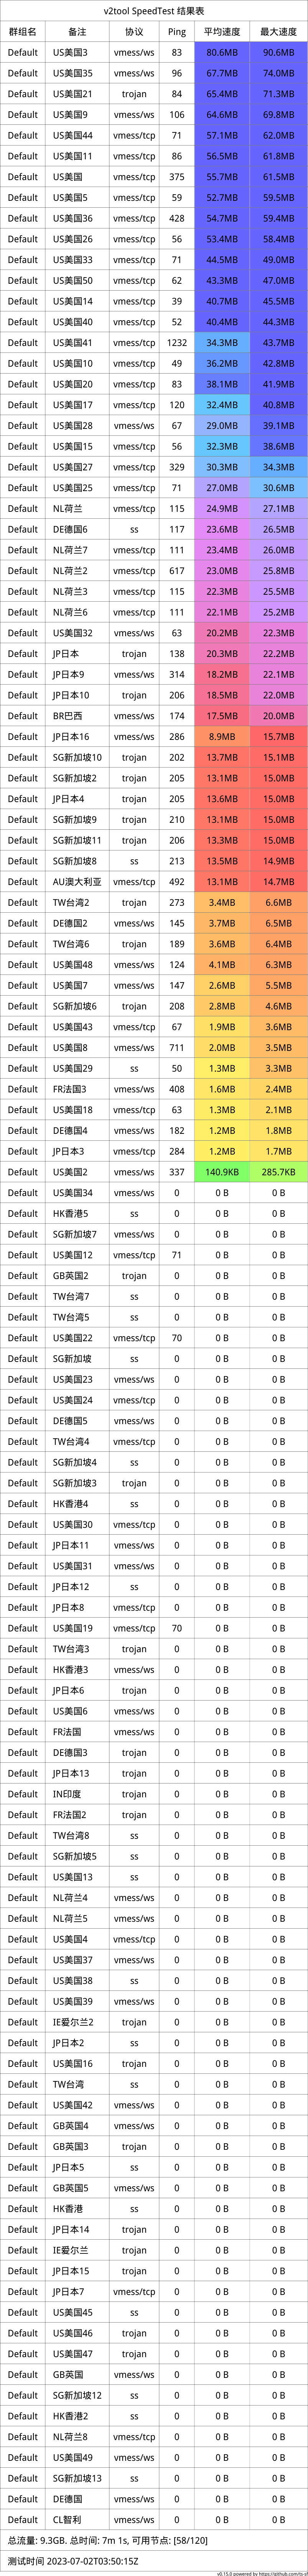 v2tool SpeedTest 结果表
群组名 备注 协议 Ping 平均速度 最大速度
Default US美国3 vmess/ws 83 80.6MB 90.6MB
Default US美国35 vmess/ws 96 67.7MB 74.0MB
Default US美国21 trojan 84 65.4MB 71.3MB
Default US美国9 vmess/ws 106 64.6MB 69.8MB
Default US美国44 vmess/tcp 71 57.1MB 62.0MB
Default US美国11 vmess/tcp 86 56.5MB 61.8MB
Default US美国 vmess/tcp 375 55.7MB 61.5MB
Default US美国5 vmess/tcp 59 52.7MB 59.5MB
Default US美国36 vmess/tcp 428 54.7MB 59.4MB
Default US美国26 vmess/tcp 56 53.4MB 58.4MB
Default US美国33 vmess/tcp 71 44.5MB 49.0MB
Default US美国50 vmess/tcp 62 43.3MB 47.0MB
Default US美国14 vmess/tcp 39 40.7MB 45.5MB
Default US美国40 vmess/tcp 52 40.4MB 44.3MB
Default US美国41 vmess/tcp 1232 34.3MB 43.7MB
Default US美国10 vmess/tcp 49 36.2MB 42.8MB
Default US美国20 vmess/tcp 83 38.1MB 41.9MB
Default US美国17 vmess/tcp 120 32.4MB 40.8MB
Default US美国28 vmess/ws 67 29.0MB 39.1MB
Default US美国15 vmess/tcp 56 32.3MB 38.6MB
Default US美国27 vmess/tcp 329 30.3MB 34.3MB
Default US美国25 vmess/tcp 71 27.0MB 30.6MB
Default NL荷兰 vmess/tcp 115 24.9MB 27.1MB
Default DE德国6 ss 117 23.6MB 26.5MB
Default NL荷兰7 vmess/tcp 111 23.4MB 26.0MB
Default NL荷兰2 vmess/tcp 617 23.0MB 25.8MB
Default NL荷兰3 vmess/tcp 115 22.3MB 25.5MB
Default NL荷兰6 vmess/tcp 111 22.1MB 25.2MB
Default US美国32 vmess/ws 63 20.2MB 22.3MB
Default JP日本 trojan 138 20.3MB 22.2MB
Default JP日本9 vmess/ws 314 18.2MB 22.1MB
Default JP日本10 trojan 206 18.5MB 22.0MB
Default BR巴西 vmess/ws 174 17.5MB 20.0MB
Default JP日本16 vmess/ws 286 8.9MB 15.7MB
Default SG新加坡10 trojan 202 13.7MB 15.1MB
Default SG新加坡2 trojan 205 13.1MB 15.0MB
Default JP日本4 trojan 205 13.6MB 15.0MB
Default SG新加坡9 trojan 210 13.1MB 15.0MB
Default SG新加坡11 trojan 206 13.3MB 15.0MB
Default SG新加坡8 ss 213 13.5MB 14.9MB
Default AU澳大利亚 vmess/tcp 492 13.1MB 14.7MB
Default TW台湾2 trojan 273 3.4MB 6.6MB
Default DE德国2 vmess/ws 145 3.7MB 6.5MB
Default TW台湾6 trojan 189 3.6MB 6.4MB
Default US美国48 vmess/ws 124 4.1MB 6.3MB
Default US美国7 vmess/ws 147 2.6MB 5.5MB
Default SG新加坡6 trojan 208 2.8MB 4.6MB
Default US美国43 vmess/tcp 67 1.9MB 3.6MB
Default US美国8 vmess/ws 711 2.0MB 3.5MB
Default US美国29 ss 50 1.3MB 3.3MB
Default FR法国3 vmess/ws 408 1.6MB 2.4MB
Default US美国18 vmess/tcp 63 1.3MB 2.1MB
Default DE德国4 vmess/ws 182 1.2MB 1.8MB
Default JP日本3 vmess/tcp 284 1.2MB 1.7MB
Default US美国2 vmess/ws 337 140.9KB 285.7KB
Default US美国34 vmess/ws 0 0 B 0 B
Default HK香港5 ss 0 0 B 0 B
Default SG新加坡7 vmess/ws 0 0 B 0 B
Default US美国12 vmess/tcp 71 0 B 0 B
Default GB英国2 trojan 0 0 B 0 B
Default TW台湾7 ss 0 0 B 0 B
Default TW台湾5 ss 0 0 B 0 B
Default US美国22 vmess/tcp 70 0 B 0 B
Default SG新加坡 ss 0 0 B 0 B
Default US美国23 vmess/ws 0 0 B 0 B
Default US美国24 vmess/tcp 0 0 B 0 B
Default DE德国5 vmess/ws 0 0 B 0 B
Default TW台湾4 vmess/tcp 0 0 B 0 B
Default SG新加坡4 ss 0 0 B 0 B
Default SG新加坡3 trojan 0 0 B 0 B
Default HK香港4 ss 0 0 B 0 B
Default US美国30 vmess/tcp 0 0 B 0 B
Default JP日本11 vmess/ws 0 0 B 0 B
Default US美国31 vmess/ws 0 0 B 0 B
Default JP日本12 ss 0 0 B 0 B
Default JP日本8 vmess/tcp 0 0 B 0 B
Default US美国19 vmess/tcp 70 0 B 0 B
Default TW台湾3 trojan 0 0 B 0 B
Default HK香港3 vmess/ws 0 0 B 0 B
Default JP日本6 trojan 0 0 B 0 B
Default US美国6 vmess/ws 0 0 B 0 B
Default FR法国 vmess/ws 0 0 B 0 B
Default DE德国3 trojan 0 0 B 0 B
Default JP日本13 trojan 0 0 B 0 B
Default IN印度 trojan 0 0 B 0 B
Default FR法国2 trojan 0 0 B 0 B
Default TW台湾8 ss 0 0 B 0 B
Default SG新加坡5 ss 0 0 B 0 B
Default US美国13 ss 0 0 B 0 B
Default NL荷兰4 vmess/ws 0 0 B 0 B
Default NL荷兰5 vmess/ws 0 0 B 0 B
Default US美国4 vmess/tcp 0 0 B 0 B
Default US美国37 vmess/ws 0 0 B 0 B
Default US美国38 ss 0 0 B 0 B
Default US美国39 vmess/ws 0 0 B 0 B
Default IE爱尔兰2 trojan 0 0 B 0 B
Default JP日本2 ss 0 0 B 0 B
Default US美国16 trojan 0 0 B 0 B
Default TW台湾 ss 0 0 B 0 B
Default US美国42 vmess/ws 0 0 B 0 B
Default GB英国4 vmess/ws 0 0 B 0 B
Default GB英国3 trojan 0 0 B 0 B
Default JP日本5 ss 0 0 B 0 B
Default GB英国5 vmess/ws 0 0 B 0 B
Default HK香港 ss 0 0 B 0 B
Default JP日本14 trojan 0 0 B 0 B
Default IE爱尔兰 trojan 0 0 B 0 B
Default JP日本15 trojan 0 0 B 0 B
Default JP日本7 vmess/tcp 0 0 B 0 B
Default US美国45 ss 0 0 B 0 B
Default US美国46 trojan 0 0 B 0 B
Default US美国47 trojan 0 0 B 0 B
Default GB英国 vmess/ws 0 0 B 0 B
Default SG新加坡12 ss 0 0 B 0 B
Default HK香港2 ss 0 0 B 0 B
Default NL荷兰8 vmess/tcp 0 0 B 0 B
Default US美国49 vmess/ws 0 0 B 0 B
Default SG新加坡13 ss 0 0 B 0 B
Default DE德国 vmess/ws 0 0 B 0 B
Default CL智利 vmess/ws 0 0 B 0 B
总流量: 9.3GB. 总时间: 7m 1s, 可用节点: [58/120]
测试时间 2023-07-02T03:50:15Z
v0.15.0 powered by https://github.com/